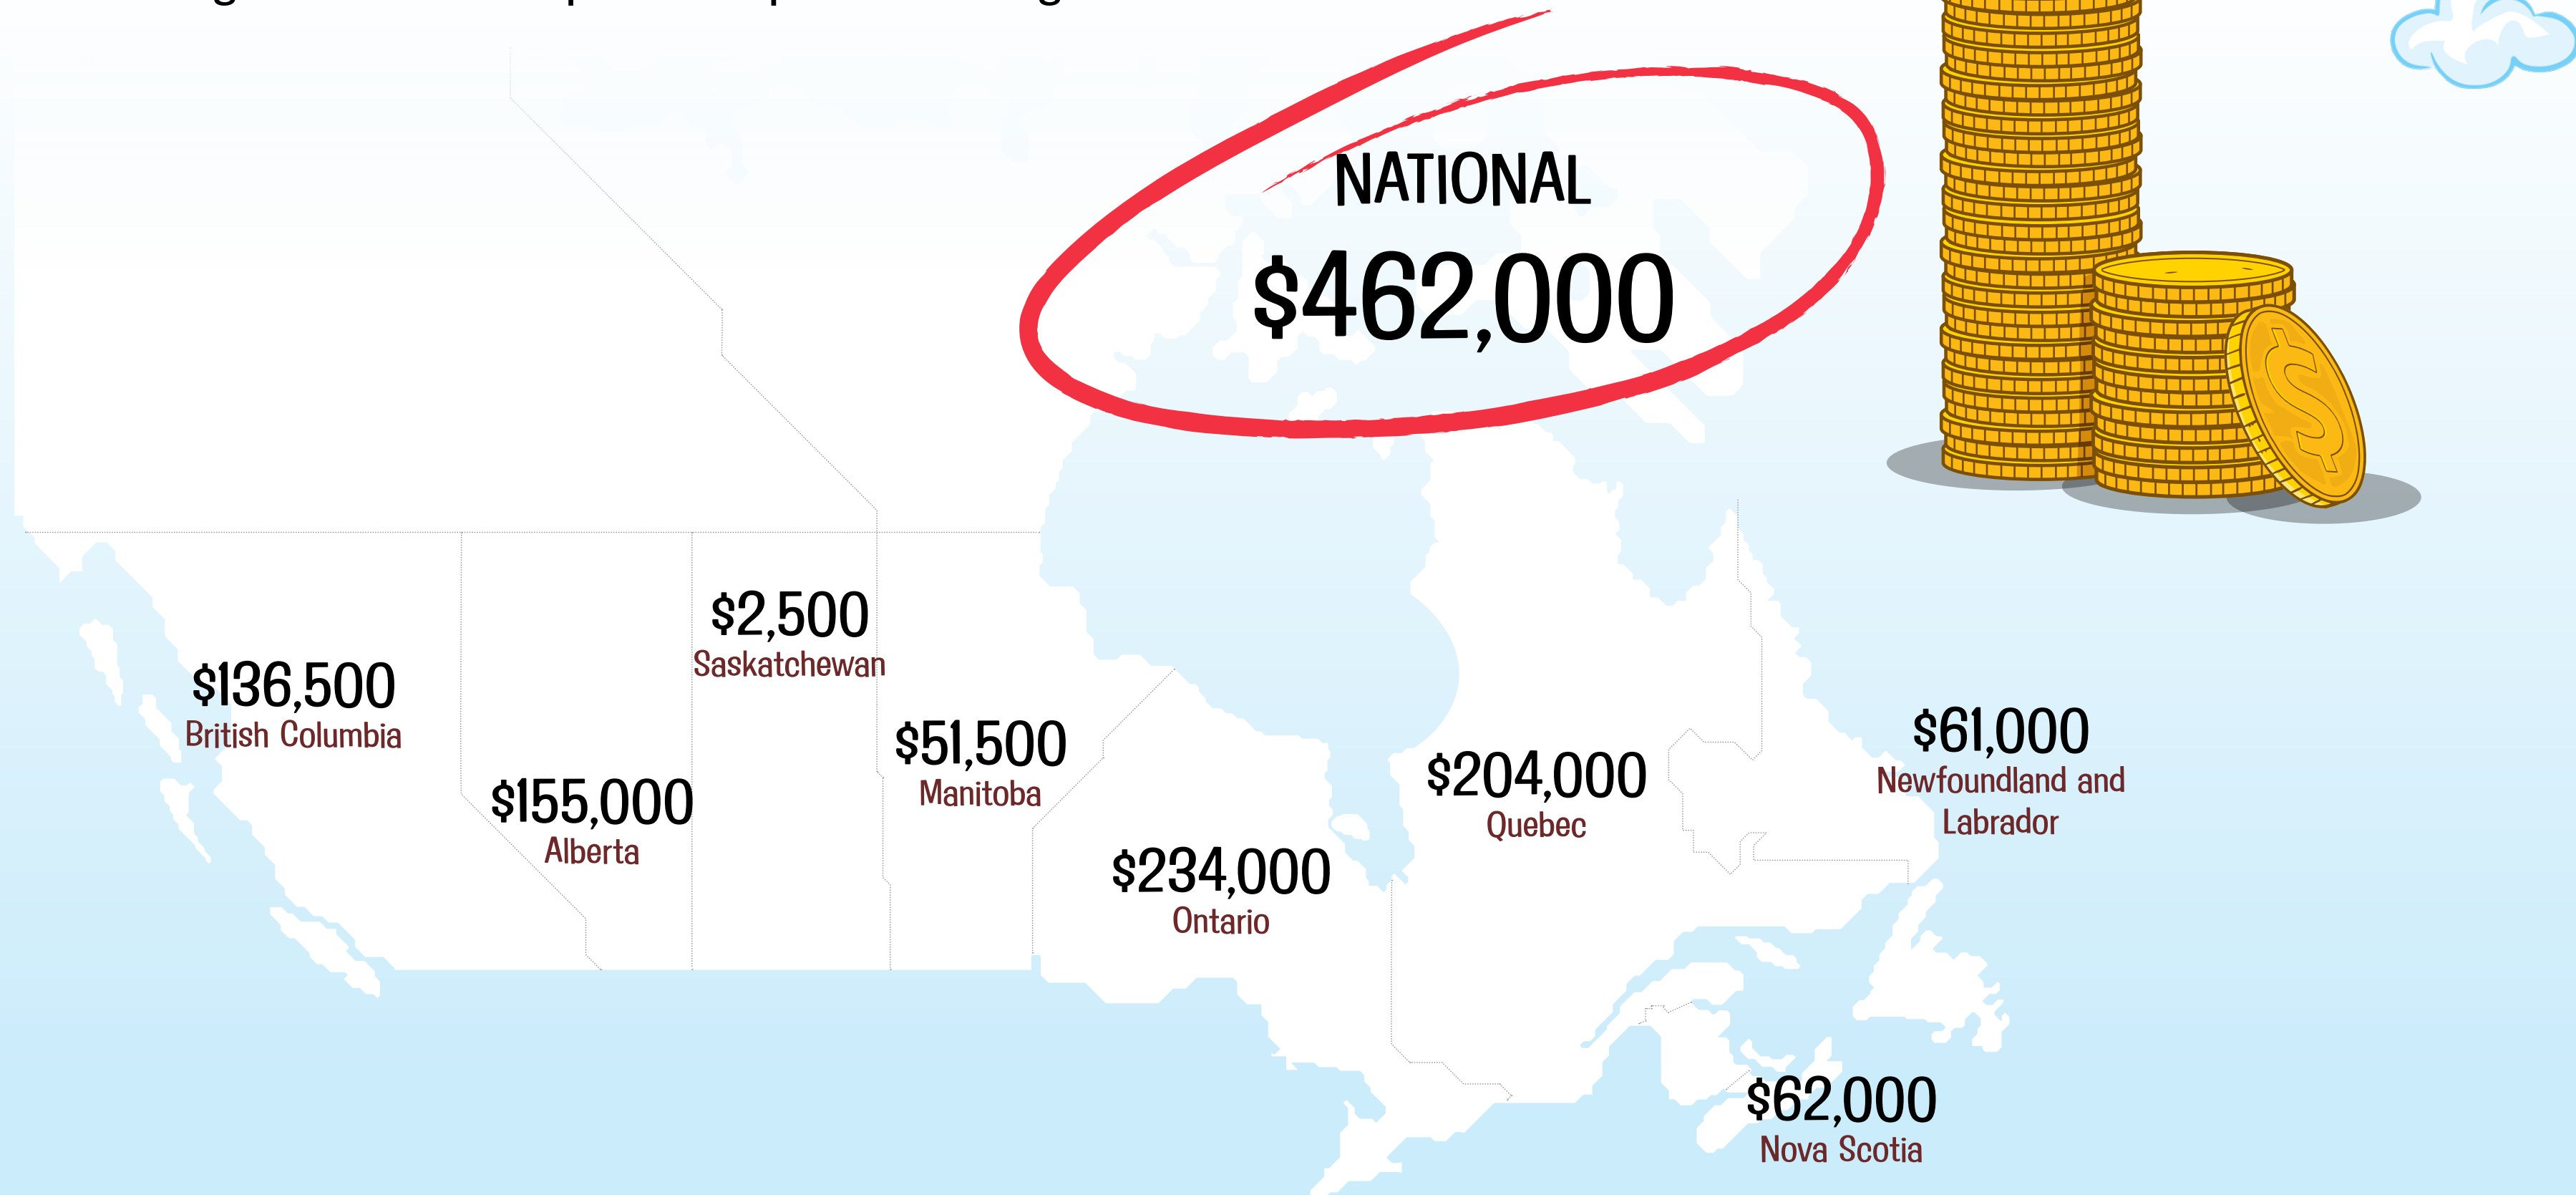 NATIONAL
$462,000
$2,500
Saskatchewan
$136,500
British Columbia
$51,500
Manitoba
$61,000
Newfoundland and
Labrador
$204,000
Quebec
$155,000
Alberta
$234,000
Ontario
$62,000
Nova Scotia
$